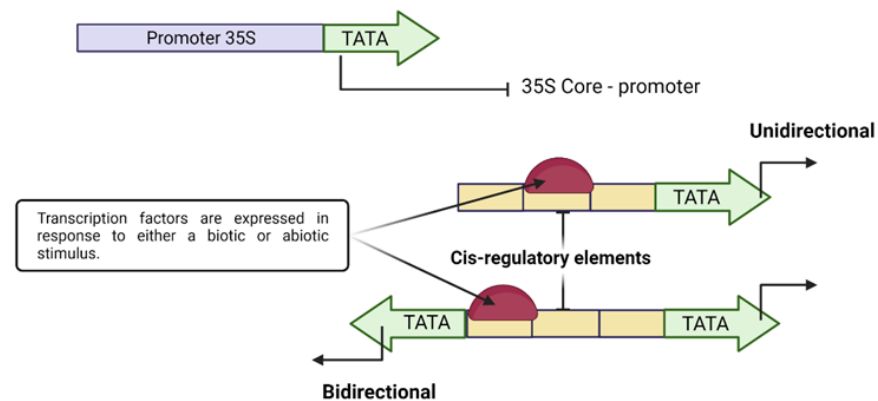 Promoter 35S
TATA
35S Core - promoter
Unidirectional
TATA
Transcription factors are expressed in
response to either a biotic or abiotic
stimulus.
Cis-regulatory elements
TATA
TATA
Bidirectional